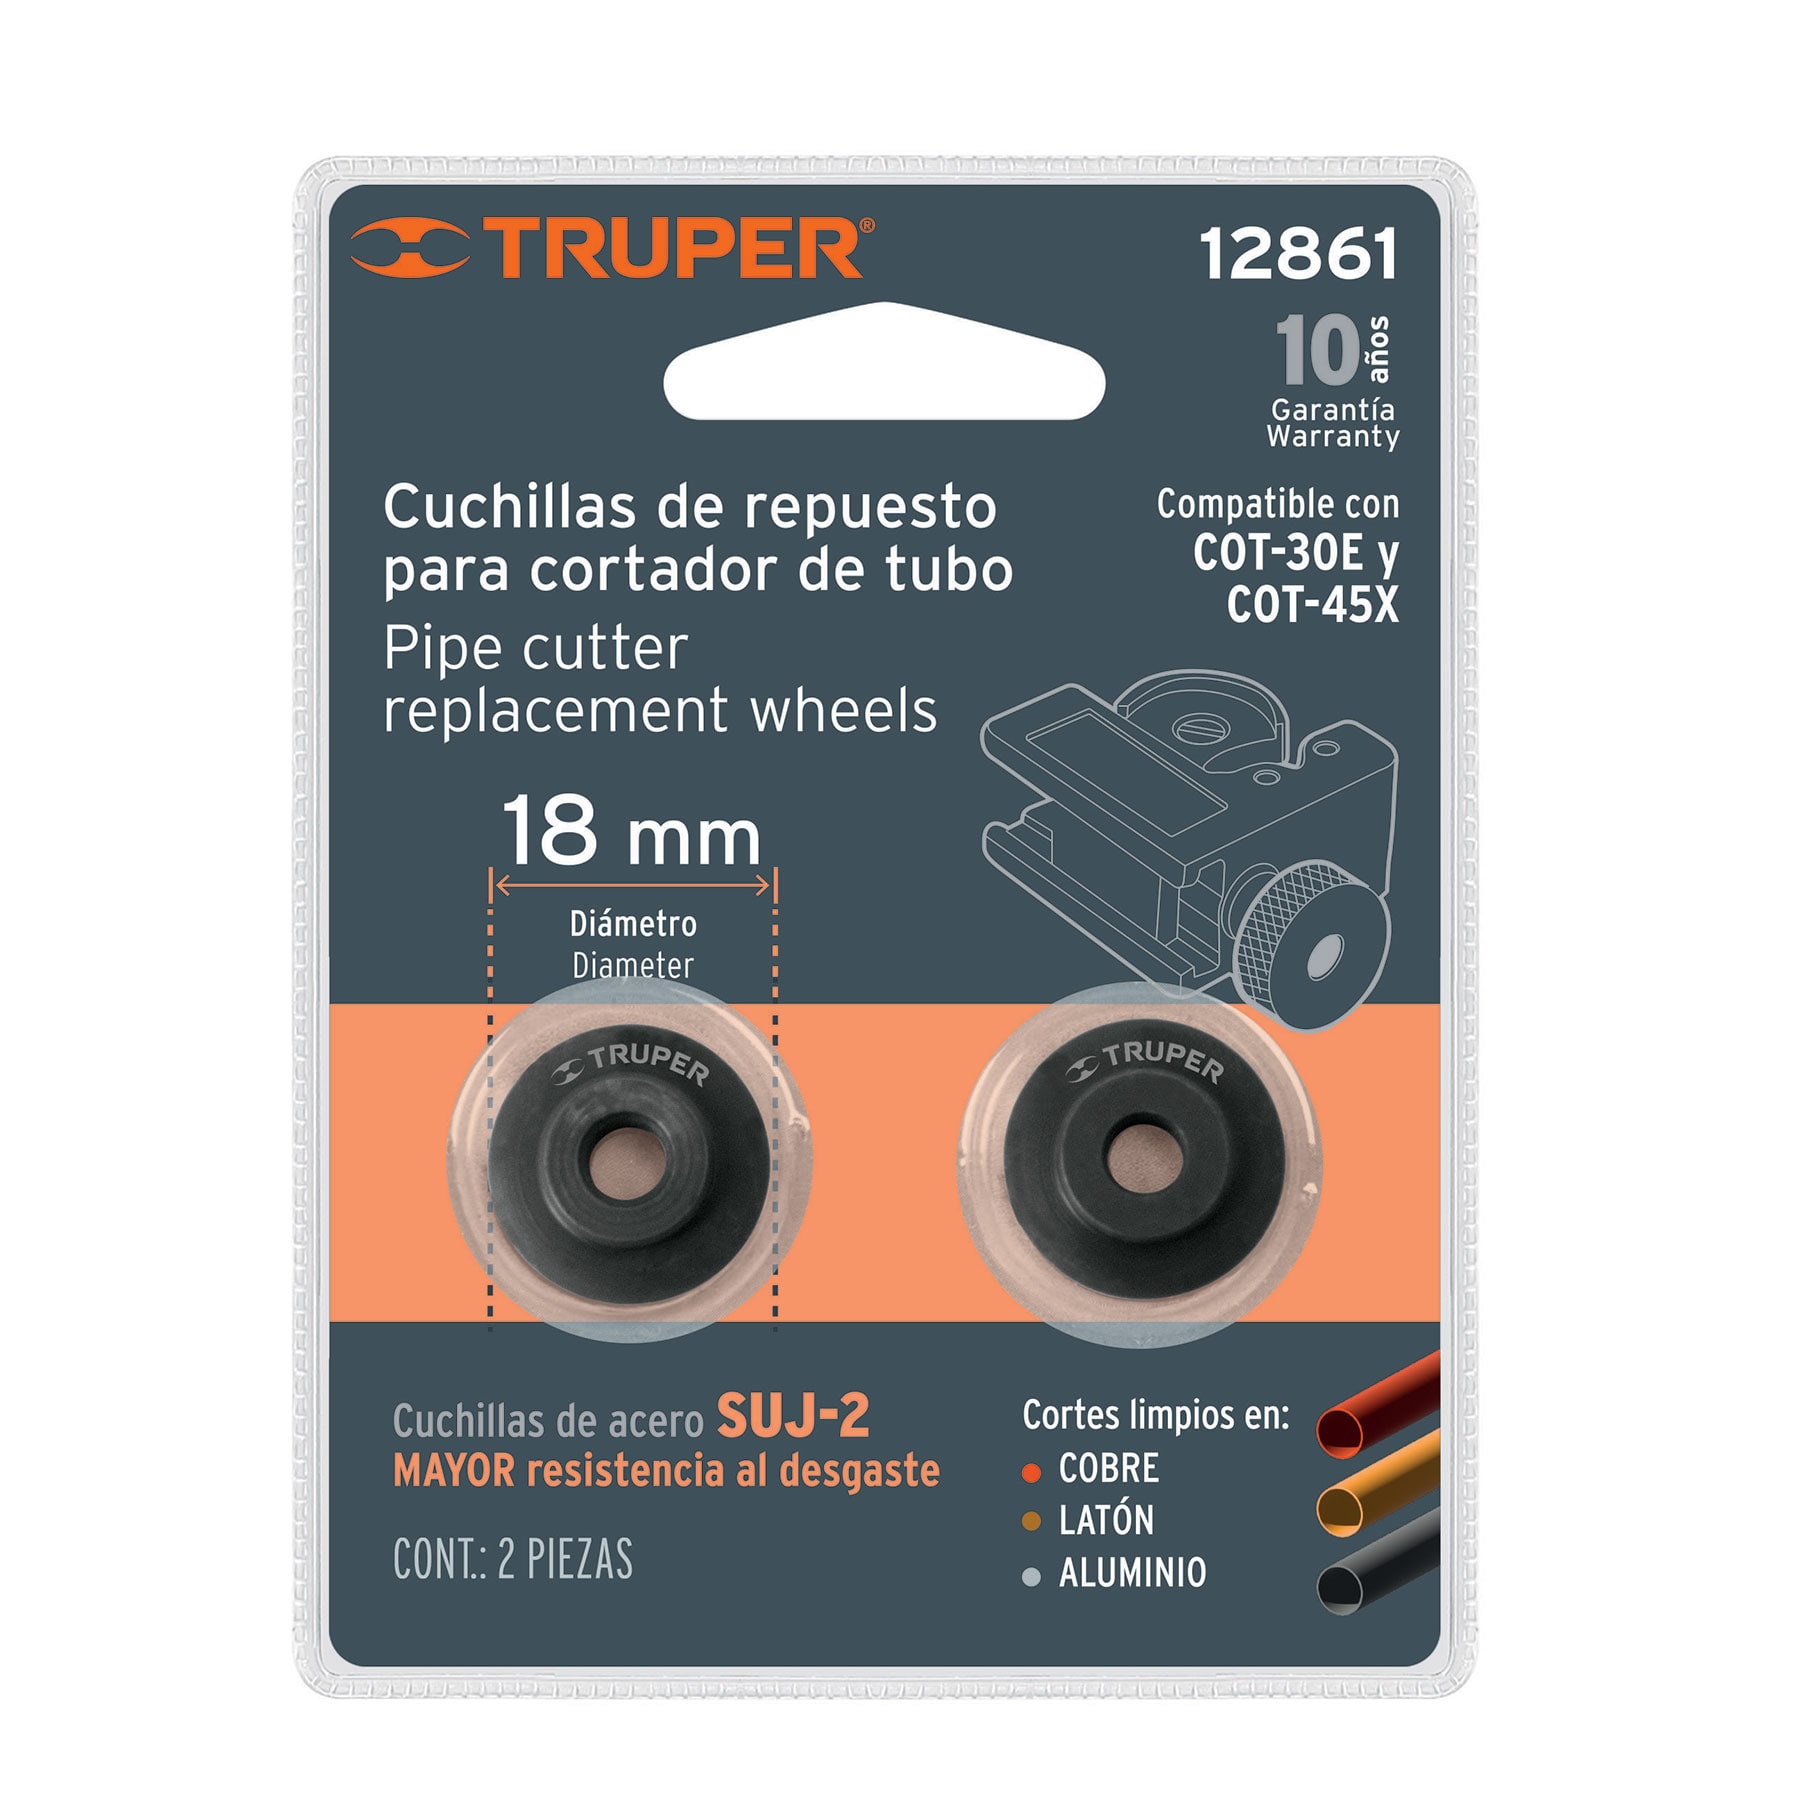 TRUPER®
12861
10 años
Garantía
Warranty
Cuchillas de repuesto
para cortador de tubo
Pipe cutter
replacement wheels
Compatible con
COT-30E y
COT-45X
18 mm
Diámetro
Diameter
TRUPER
TRUPER
Cuchillas de acero SUJ-2
MAYOR resistencia al desgaste
CONT.: 2 PIEZAS
Cortes limpios en:
COBRE
LATÓN
ALUMINIO